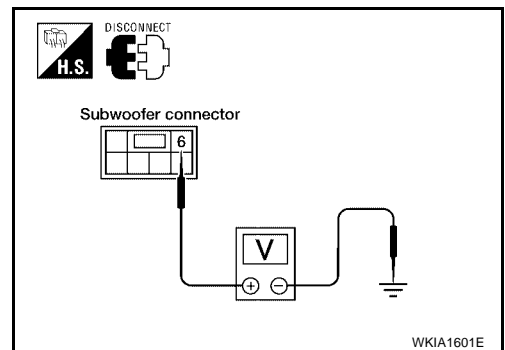 DISCONNECT
H.S.
Subwoofer connector
6
V
+ −
WKIA1601E